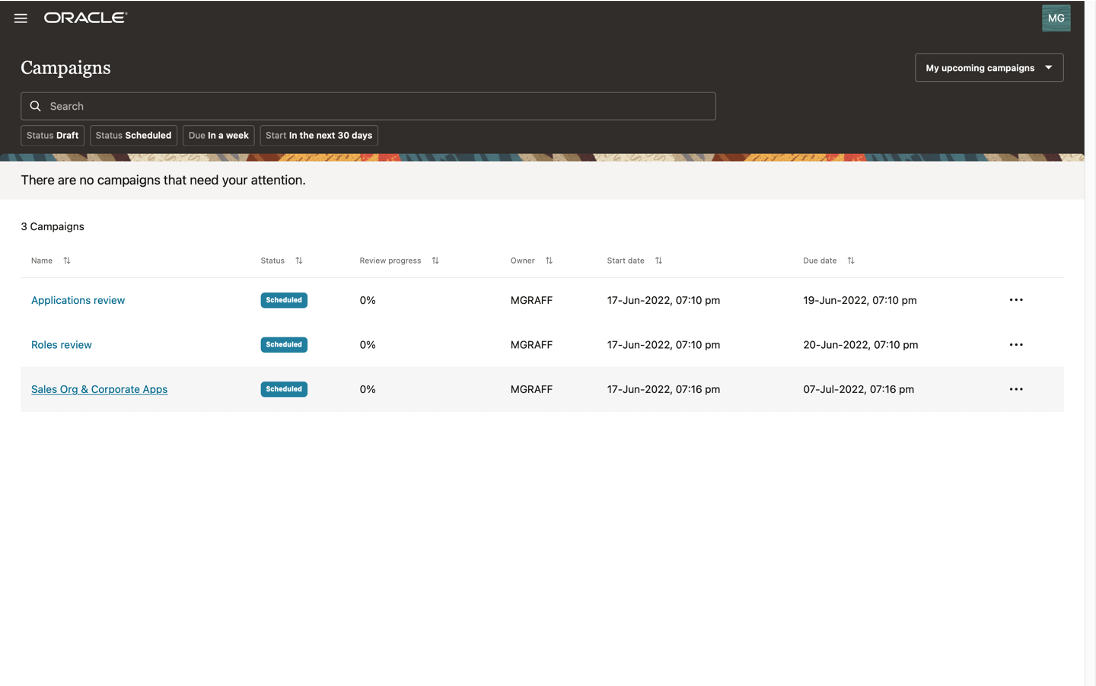 ORACLE
MG
Campaigns
My upcoming campaigns
Search
Status Draft Status Scheduled Due In a week Start In the next 30 days
There are no campaigns that need your attention.
3 Campaigns
Name Status Review progress Owner Start date Due date
Applications review Scheduled 0% MGRAFF 17-Jun-2022, 07:10 pm 19-Jun-2022, 07:10 pm
Roles review Scheduled 0% MGRAFF 17-Jun-2022, 07:10 pm 20-Jun-2022, 07:10 pm
Sales Org & Corporate Apps Scheduled 0% MGRAFF 17-Jun-2022, 07:16 pm 07-Jul-2022, 07:16 pm